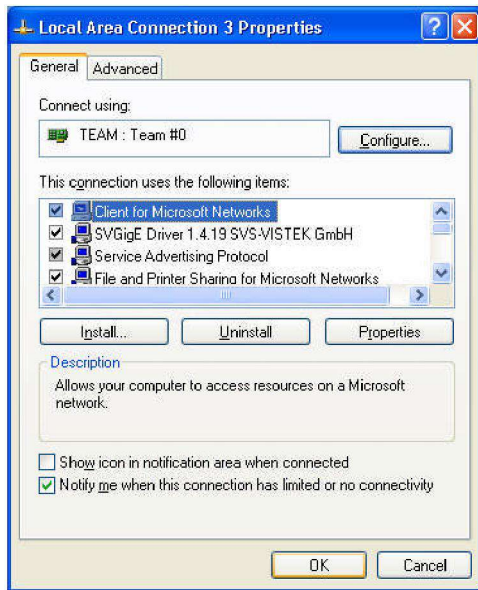 Local Area Connection 3 Properties
General Advanced
Connect using:
TEAM : Team #0
Configure...
This connection uses the following items:
Client for Microsoft Networks
SVGigE Driver 1.4.19 SVS-VISTEK GmbH
Service Advertising Protocol
File and Printer Sharing for Microsoft Networks
Install... Uninstall Properties
Description
Allows your computer to access resources on a Microsoft
network.
Show icon in notification area when connected
Notify me when this connection has limited or no connectivity
OK Cancel